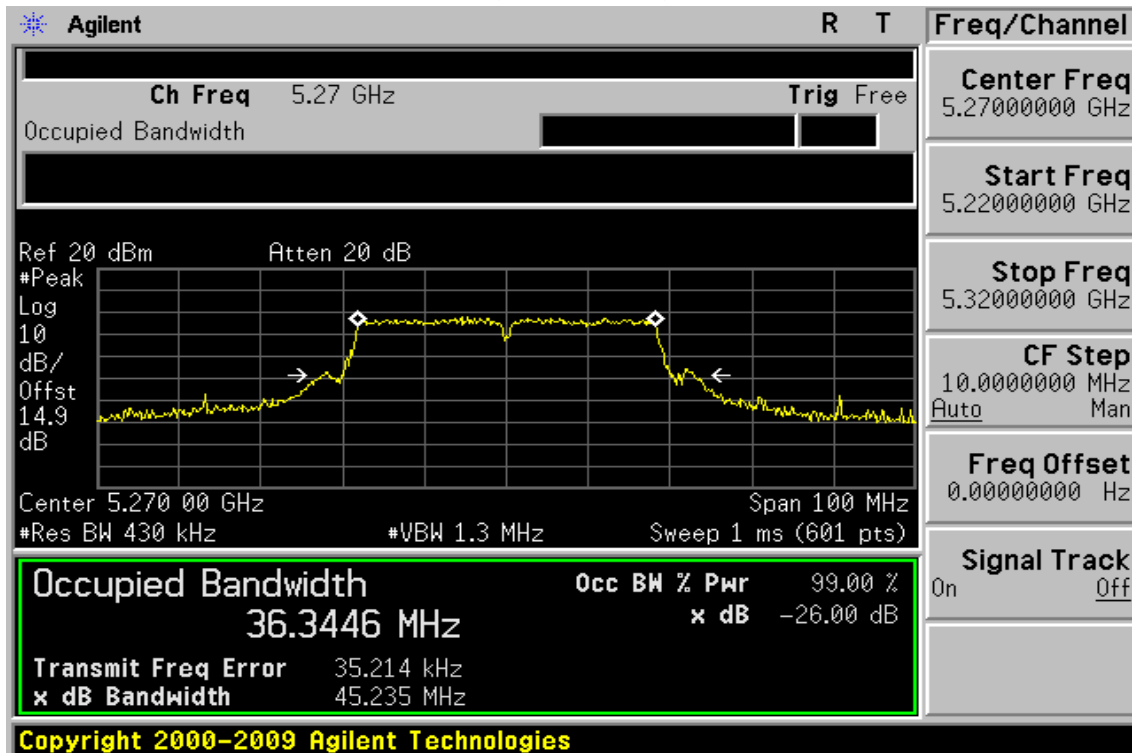 Agilent R T Freq/Channel
Ch Freq 5.27 GHz Trig Free
Occupied Bandwidth
Center Freq
5.27000000 GHz
Start Freq
5.22000000 GHz
Stop Freq
5.32000000 GHz
CF Step
10.0000000 MHz
Auto Man
Freq Offset
0.00000000 Hz
Signal Track
On Off
Ref 20 dBm Atten 20 dB
#Peak
Log
10
dB/
Offst
14.9
dB
Center 5.270 00 GHz Span 100 MHz
#Res BW 430 kHz #VBW 1.3 MHz Sweep 1 ms (601 pts)
Occupied Bandwidth Occ BW % Pwr 99.00 %
36.3446 MHz x dB -26.00 dB
Transmit Freq Error 35.214 kHz
x dB Bandwidth 45.235 MHz
Copyright 2000-2009 Agilent Technologies